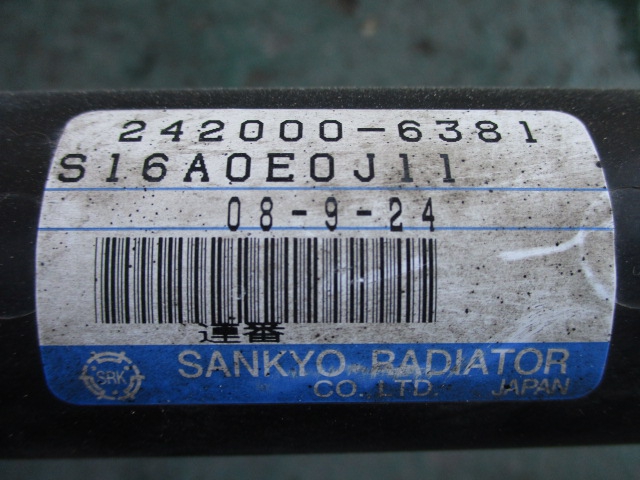 242000-6381
S16A0E0J11
08-9-24
連番
SRK SANKYO RADIATOR
CO. LTD. JAPAN